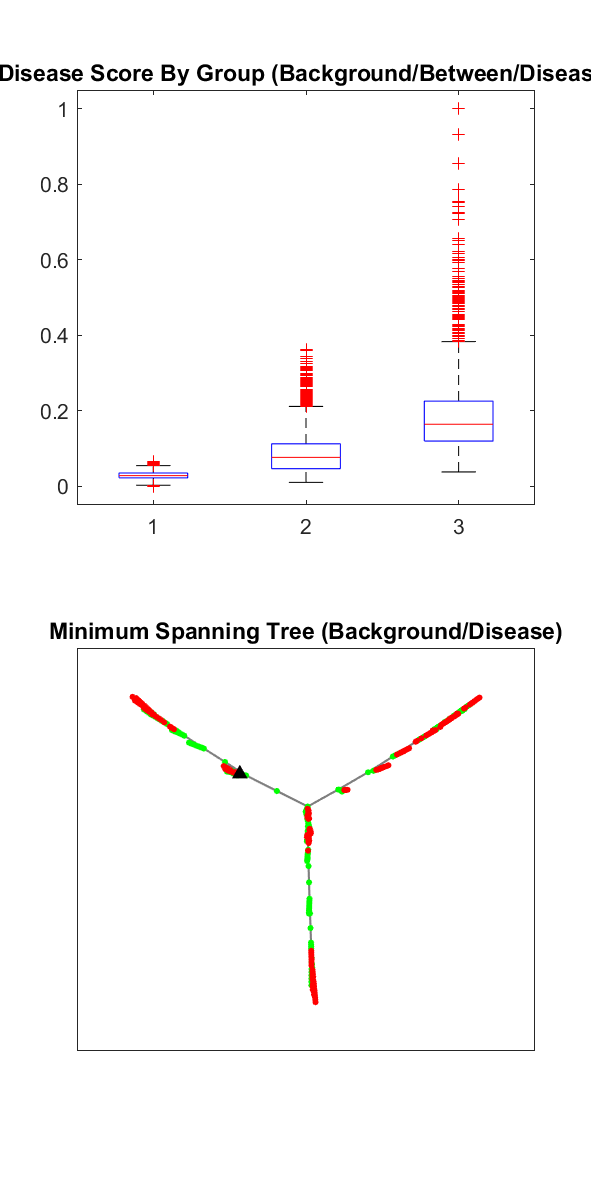 Disease Score By Group (Background/Between/Diseas
1
0.8
0.6
0.4
0.2
0
1 2 3
Minimum Spanning Tree (Background/Disease)